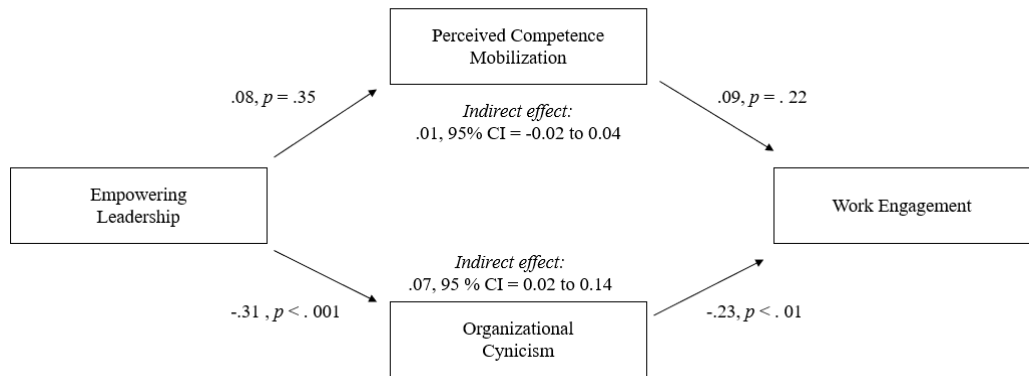 Perceived Competence
Mobilization
.08, p = .35
.09, p = . 22
Indirect effect:
.01, 95% CI = -0.02 to 0.04
Empowering
Leadership
Work Engagement
Indirect effect:
.07, 95 % CI = 0.02 to 0.14
-.31 , p < . 001
-.23, p < . 01
Organizational
Cynicism